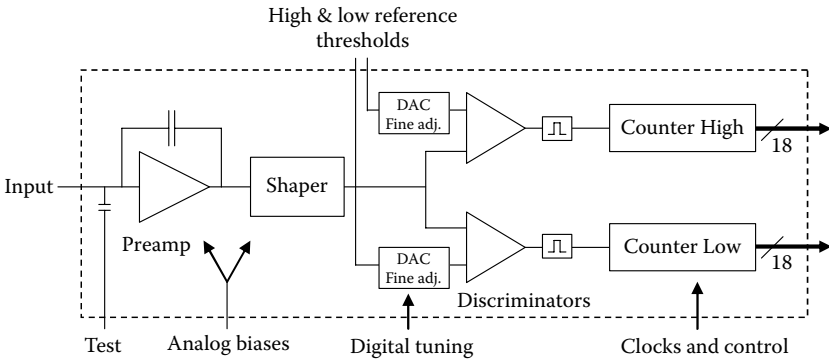 High & low reference
thresholds
DAC
Fine adj.
Counter High
18
Input
Shaper
Preamp
DAC
Fine adj.
Counter Low
18
Discriminators
Test
Analog biases
Digital tuning
Clocks and control